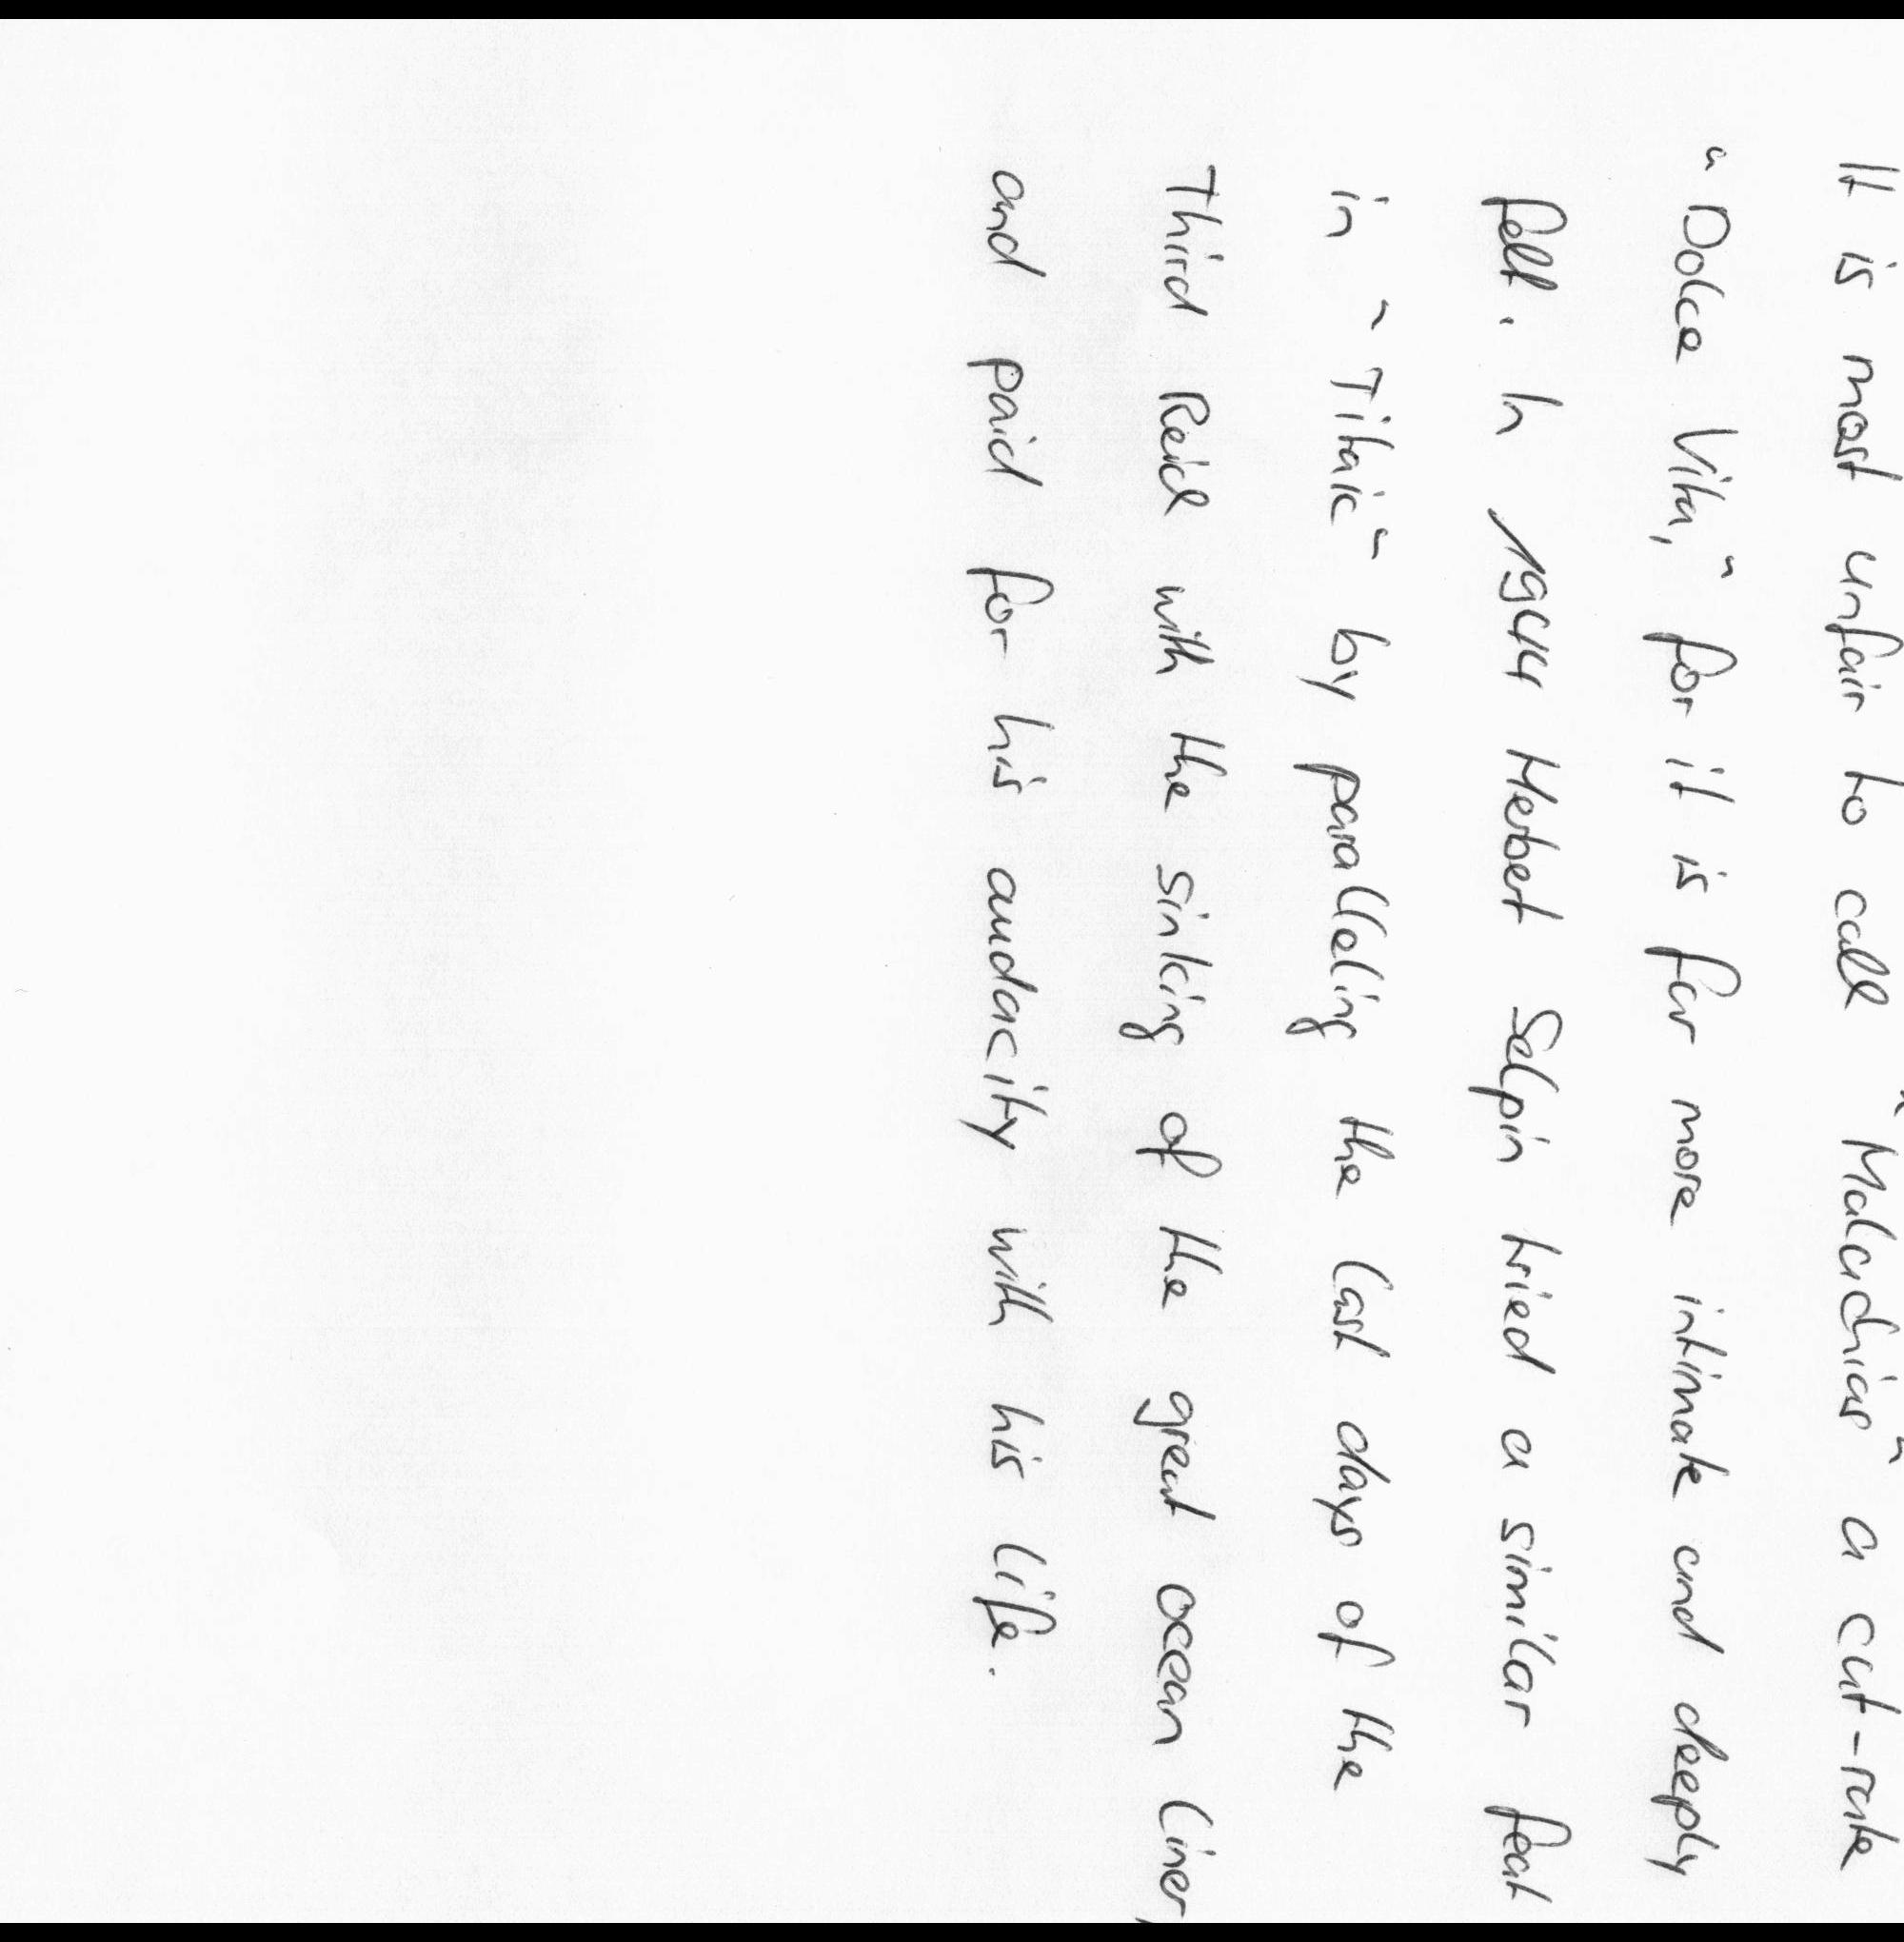 It is most unfair to call "Malachias" a cut-rate
"Dolce Vita," for it is far more intimate and deeply
felt. In 1944 Herbert Selpin tried a similar feat
in "Titaic" by paralleling the last days of the
Third Reich with the sinking of the great ocean liner,
and paid for his audacity with his life.